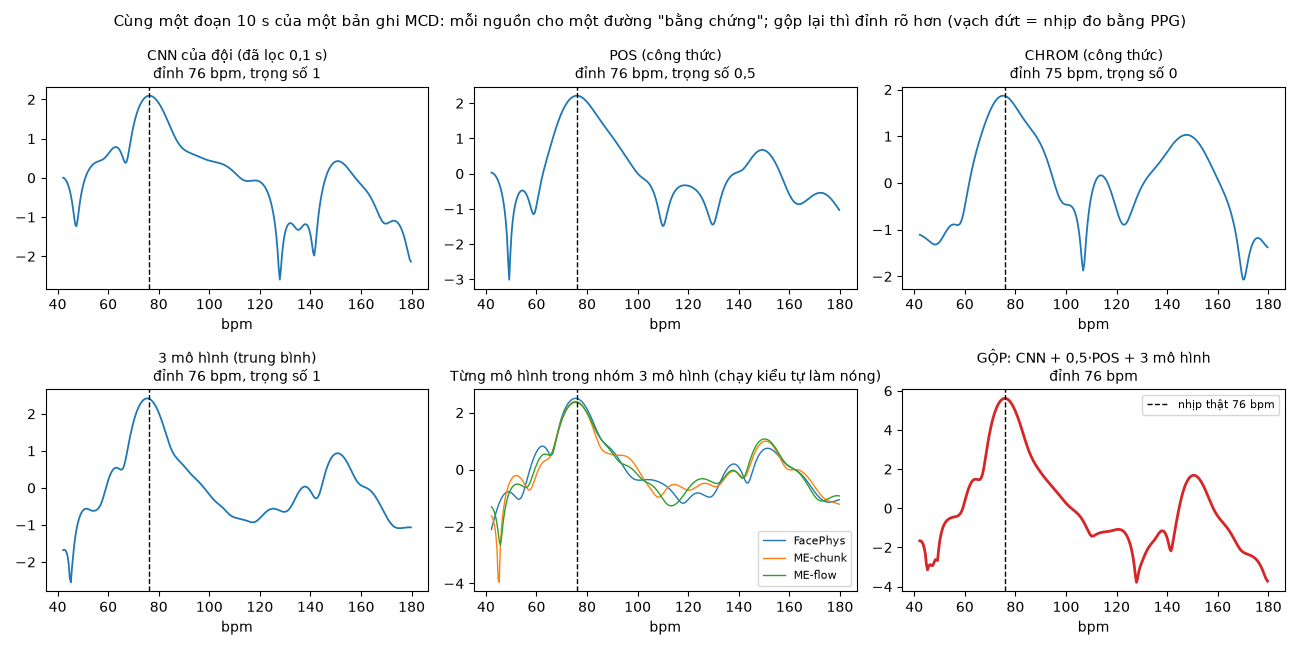 Cùng một đoạn 10 s của một bản ghi MCD: mỗi nguồn cho một đường "bằng chứng"; gộp lại thì đỉnh rõ hơn (vạch đứt = nhịp đo bằng PPG)
CNN của đội (đã lọc 0,1 s)
đỉnh 76 bpm, trọng số 1
2
1
0
−1
−2
40 60 80 100 120 140 160 180
bpm
POS (công thức)
đỉnh 76 bpm, trọng số 0,5
2
1
0
−1
−2
−3
40 60 80 100 120 140 160 180
bpm
CHROM (công thức)
đỉnh 75 bpm, trọng số 0
2
1
0
−1
−2
40 60 80 100 120 140 160 180
bpm
3 mô hình (trung bình)
đỉnh 76 bpm, trọng số 1
2
1
0
−1
−2
40 60 80 100 120 140 160 180
bpm
Từng mô hình trong nhóm 3 mô hình (chạy kiểu tự làm nóng)
2
0
−2
−4
FacePhys
ME-chunk
ME-flow
40 60 80 100 120 140 160 180
bpm
GỘP: CNN + 0,5·POS + 3 mô hình
đỉnh 76 bpm
nhịp thật 76 bpm
6
4
2
0
−2
−4
40 60 80 100 120 140 160 180
bpm